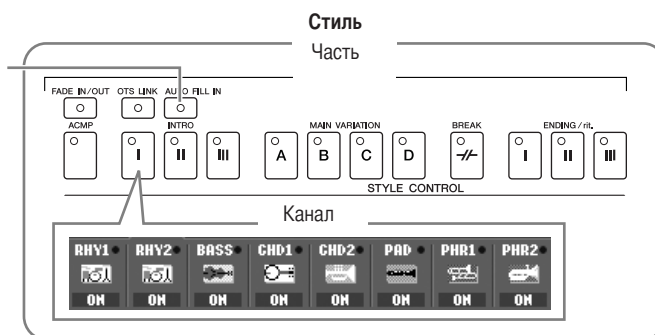 Стиль
Часть
FADE IN/OUT OTS LINK AUTO FILL IN
ACMP INTRO MAIN VARIATION BREAK ENDING / rit.
I II III A B C D I II III
STYLE CONTROL
Канал
RHY1 RHY2 BASS CHD1 CHD2 PAD PHR1 PHR2
ON ON ON ON ON ON ON ON